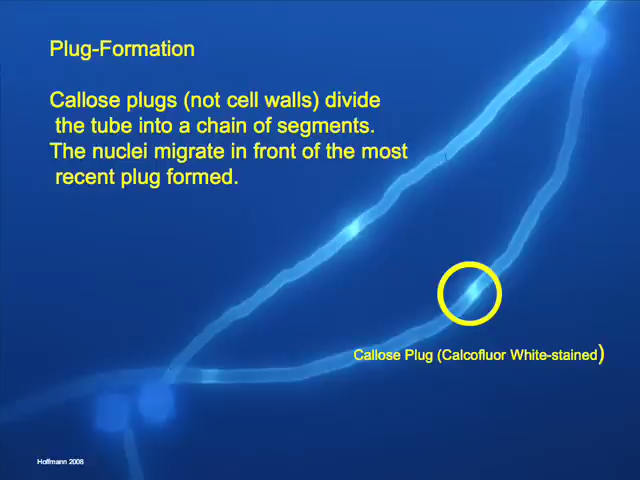 Plug-Formation
Callose plugs (not cell walls) divide
the tube into a chain of segments.
The nuclei migrate in front of the most
recent plug formed.
Callose Plug (Calcofluor White-stained)
Hoffmann 2008